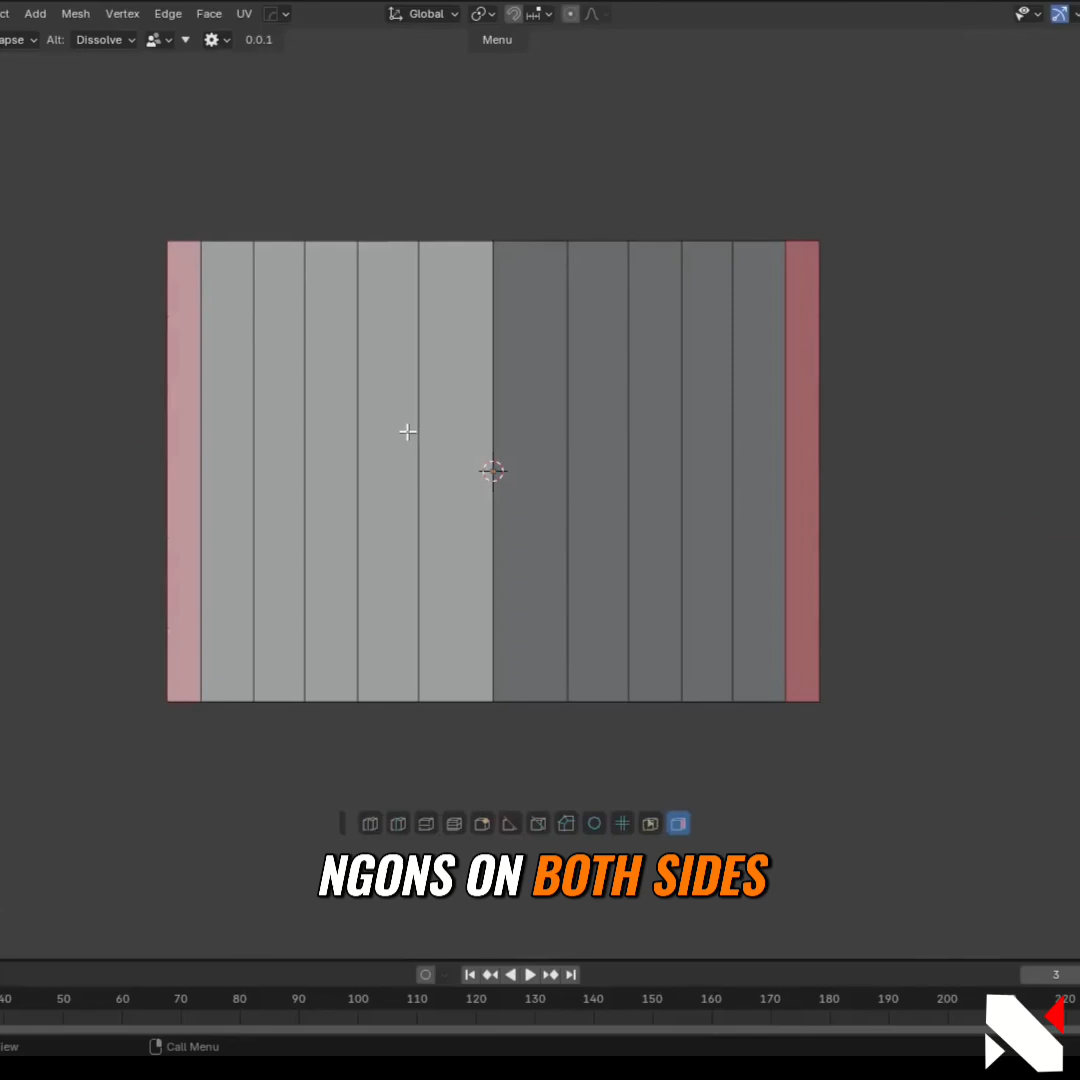 ct Add Mesh Vertex Edge Face UV Global
apse Alt: Dissolve 0.0.1 Menu
NGONS ON BOTH SIDES
3
40 50 60 70 80 90 100 110 120 130 140 150 160 170 180 190 200 220
iew Call Menu